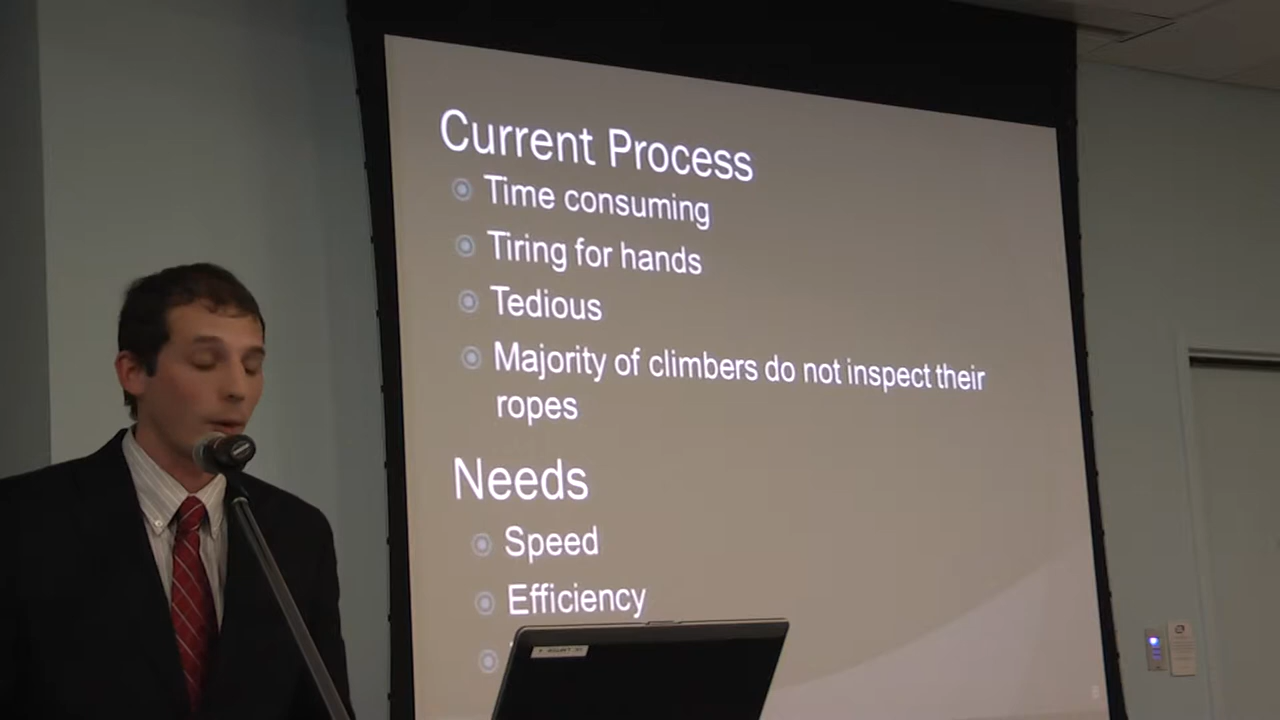 Current Process
Time consuming
Tiring for hands
Tedious
Majority of climbers do not inspect their
ropes
Needs
Speed
Efficiency